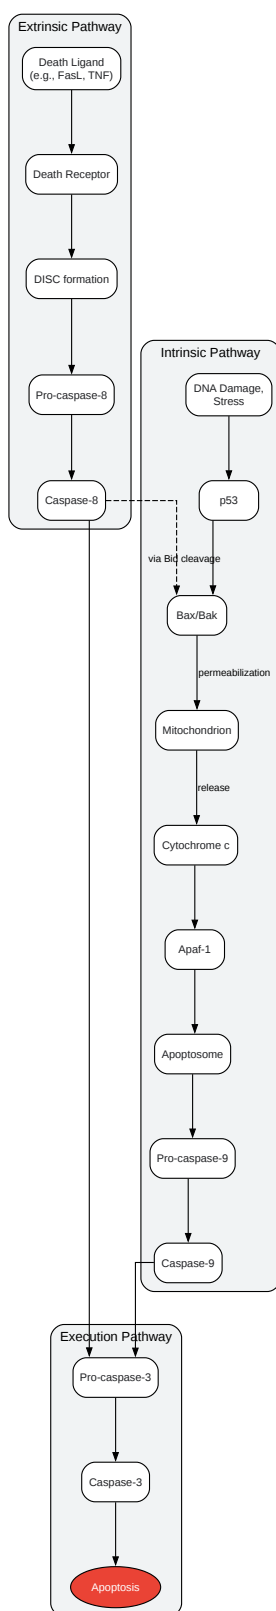 Extrinsic Pathway
Death Ligand
(e.g., FasL, TNF)
Death Receptor
DISC formation
Pro-caspase-8
Caspase-8
Intrinsic Pathway
DNA Damage,
Stress
p53
via Bid cleavage
Bax/Bak
permeabilization
Mitochondrion
release
Cytochrome c
Apaf-1
Apoptosome
Pro-caspase-9
Caspase-9
Execution Pathway
Pro-caspase-3
Caspase-3
Apoptosis